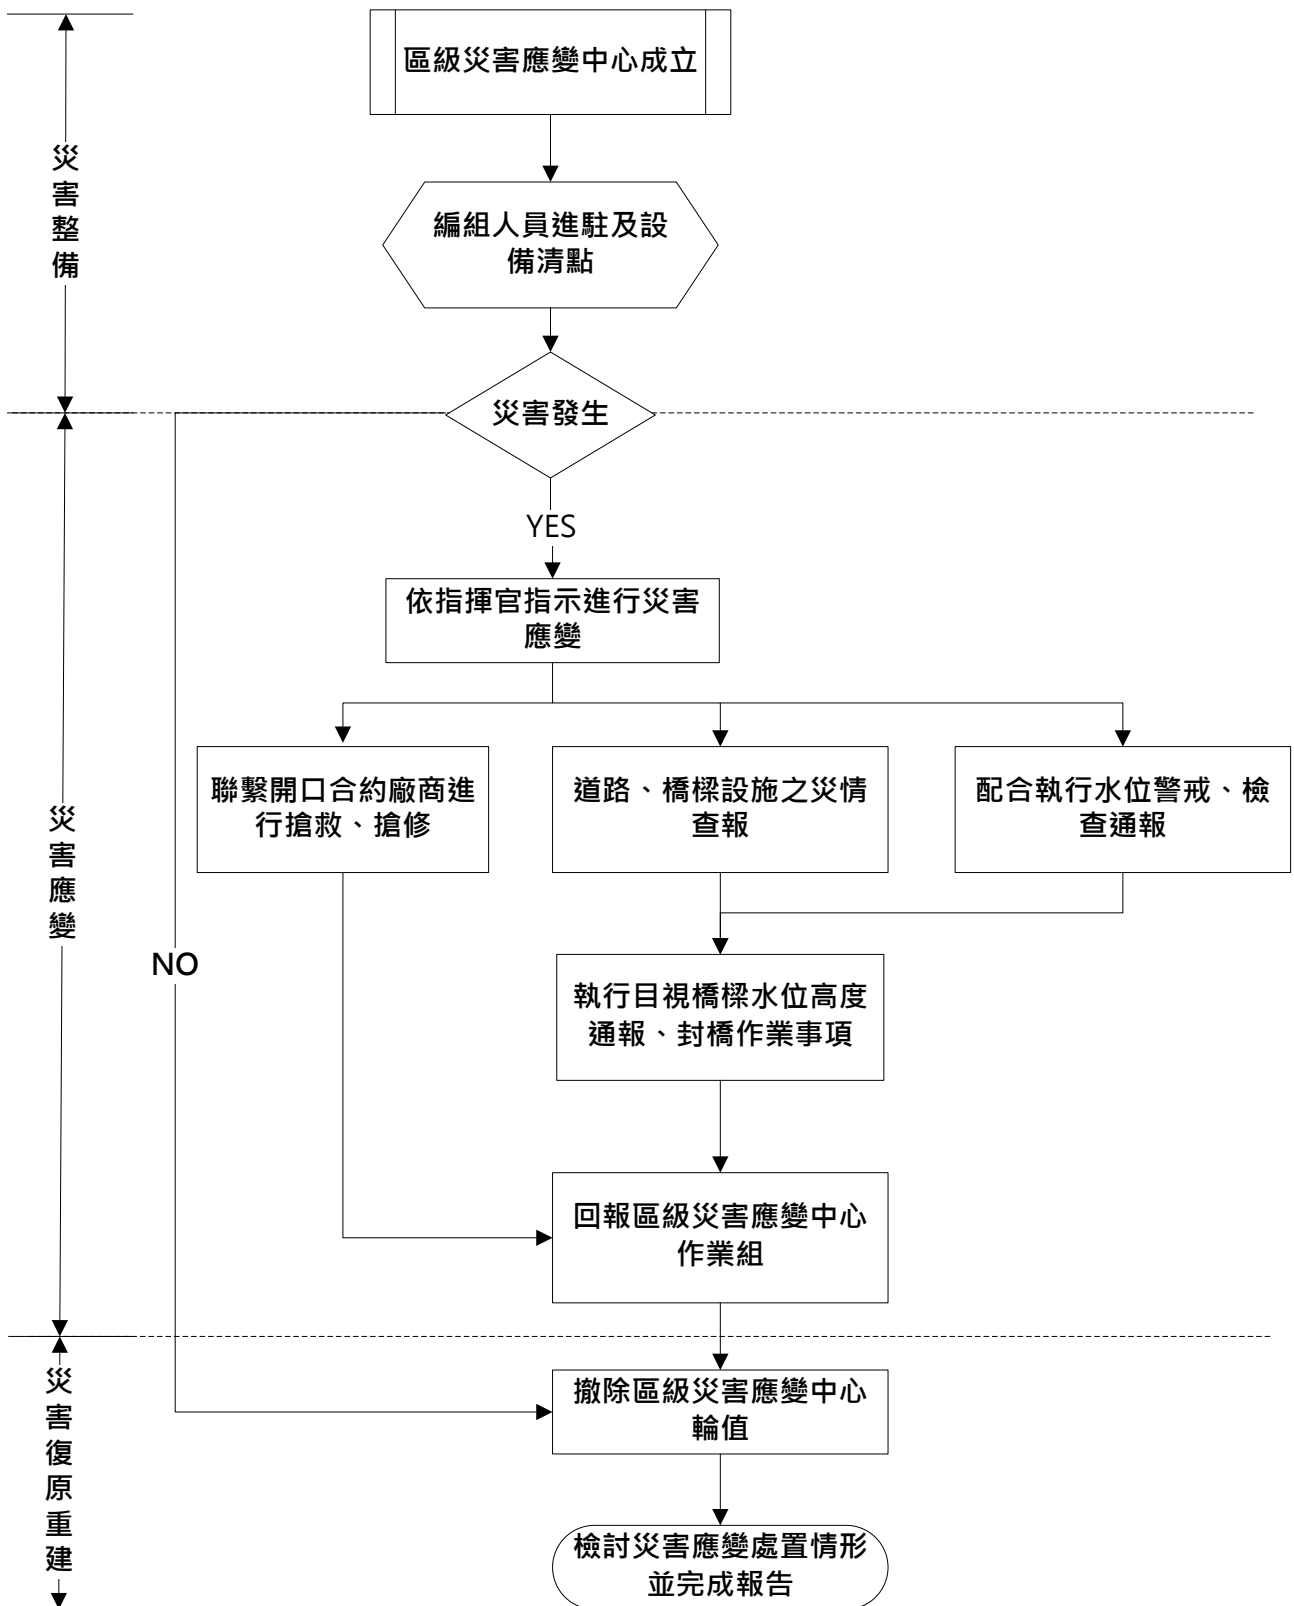 區級災害應變中心成立
災害整備
編組人員進駐及設
備清點
災害發生
YES
依指揮官指示進行災害
應變
聯繫開口合約廠商進
行搶救、搶修
道路、橋樑設施之災情
查報
配合執行水位警戒、檢
查通報
災害應變
NO
執行目視橋樑水位高度
通報、封橋作業事項
回報區級災害應變中心
作業組
災害復原重建
撤除區級災害應變中心
輪值
檢討災害應變處置情形
並完成報告